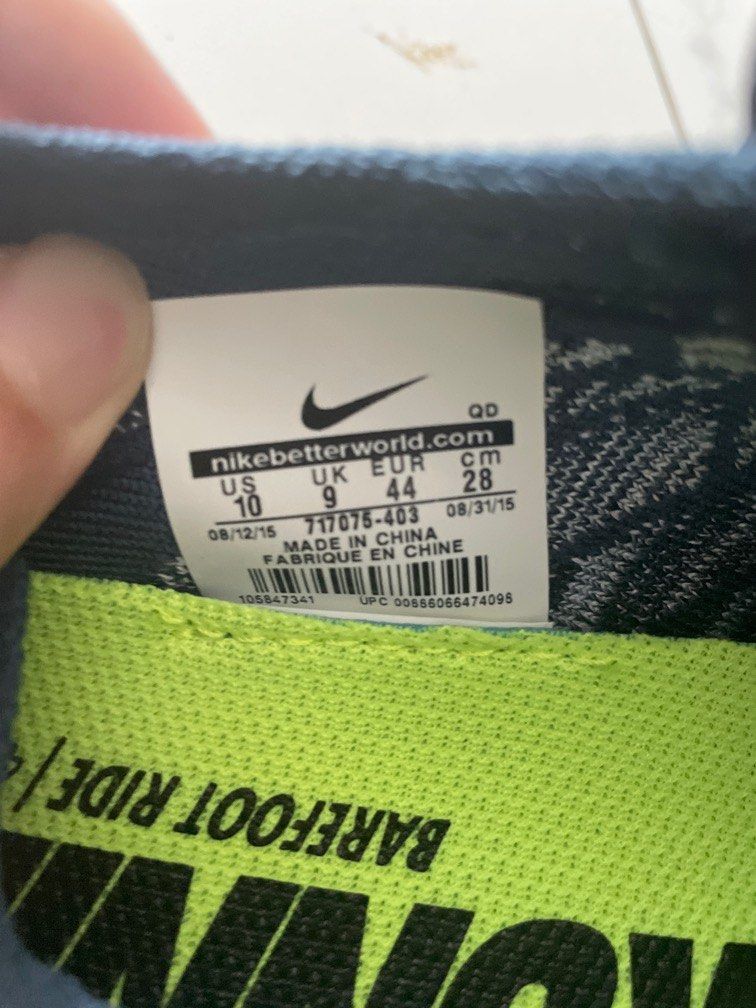 QD
nikebetterworld.com
US UK EUR cm
10 9 44 28
08/12/15 717075-403 08/31/15
MADE IN CHINA
FABRIQUE EN CHINE
105847341 UPC 00886066474098
BAREFOOT RIDE |